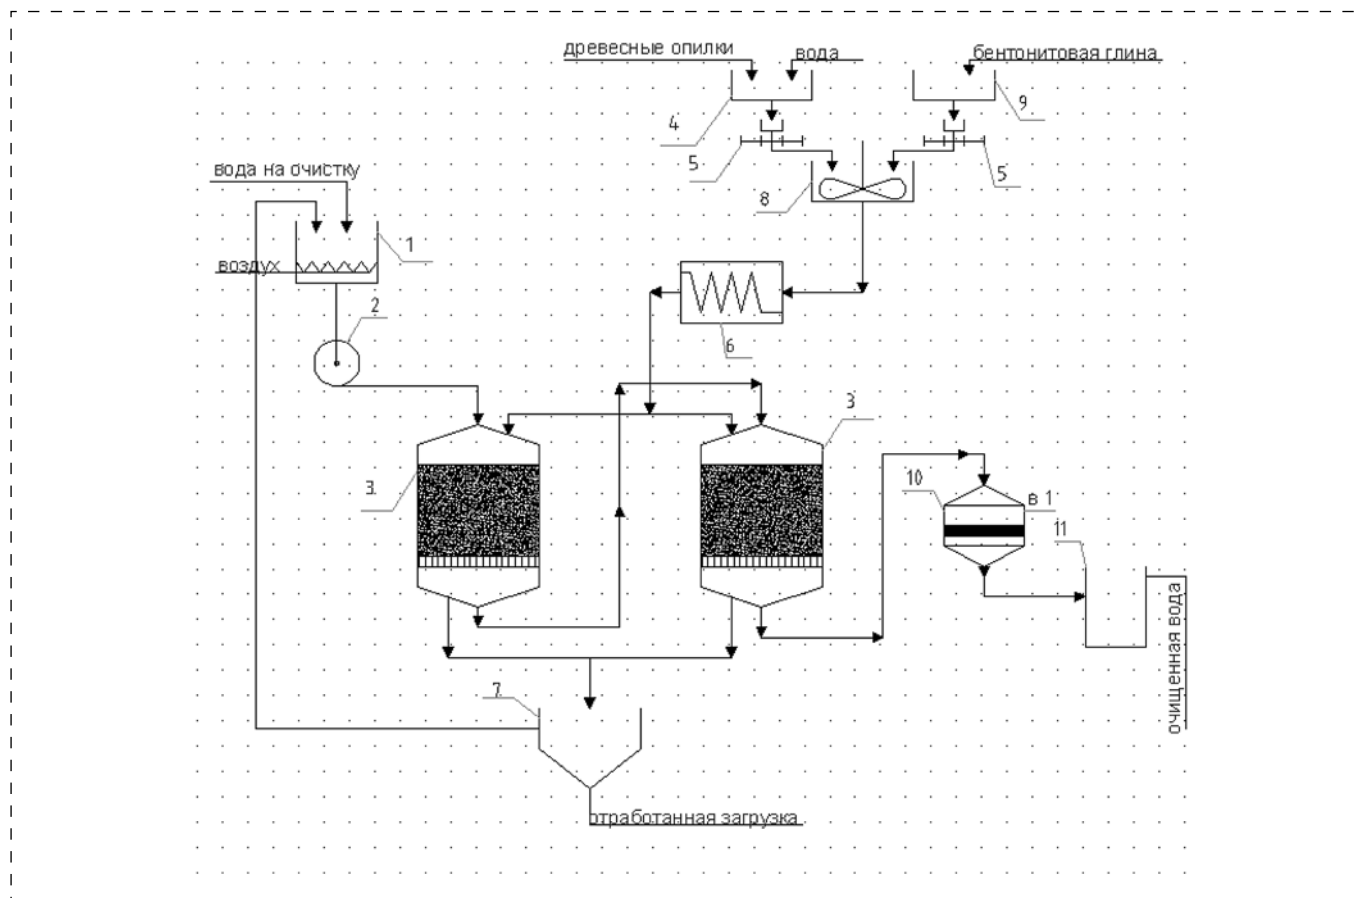 древесные опилки
вода
бентонитовая глина
4
9
5
5
вода на очистку
8
1
воздух
2
6
3
3
10
в 1
11
7
очищенная вода
отработанная загрузка